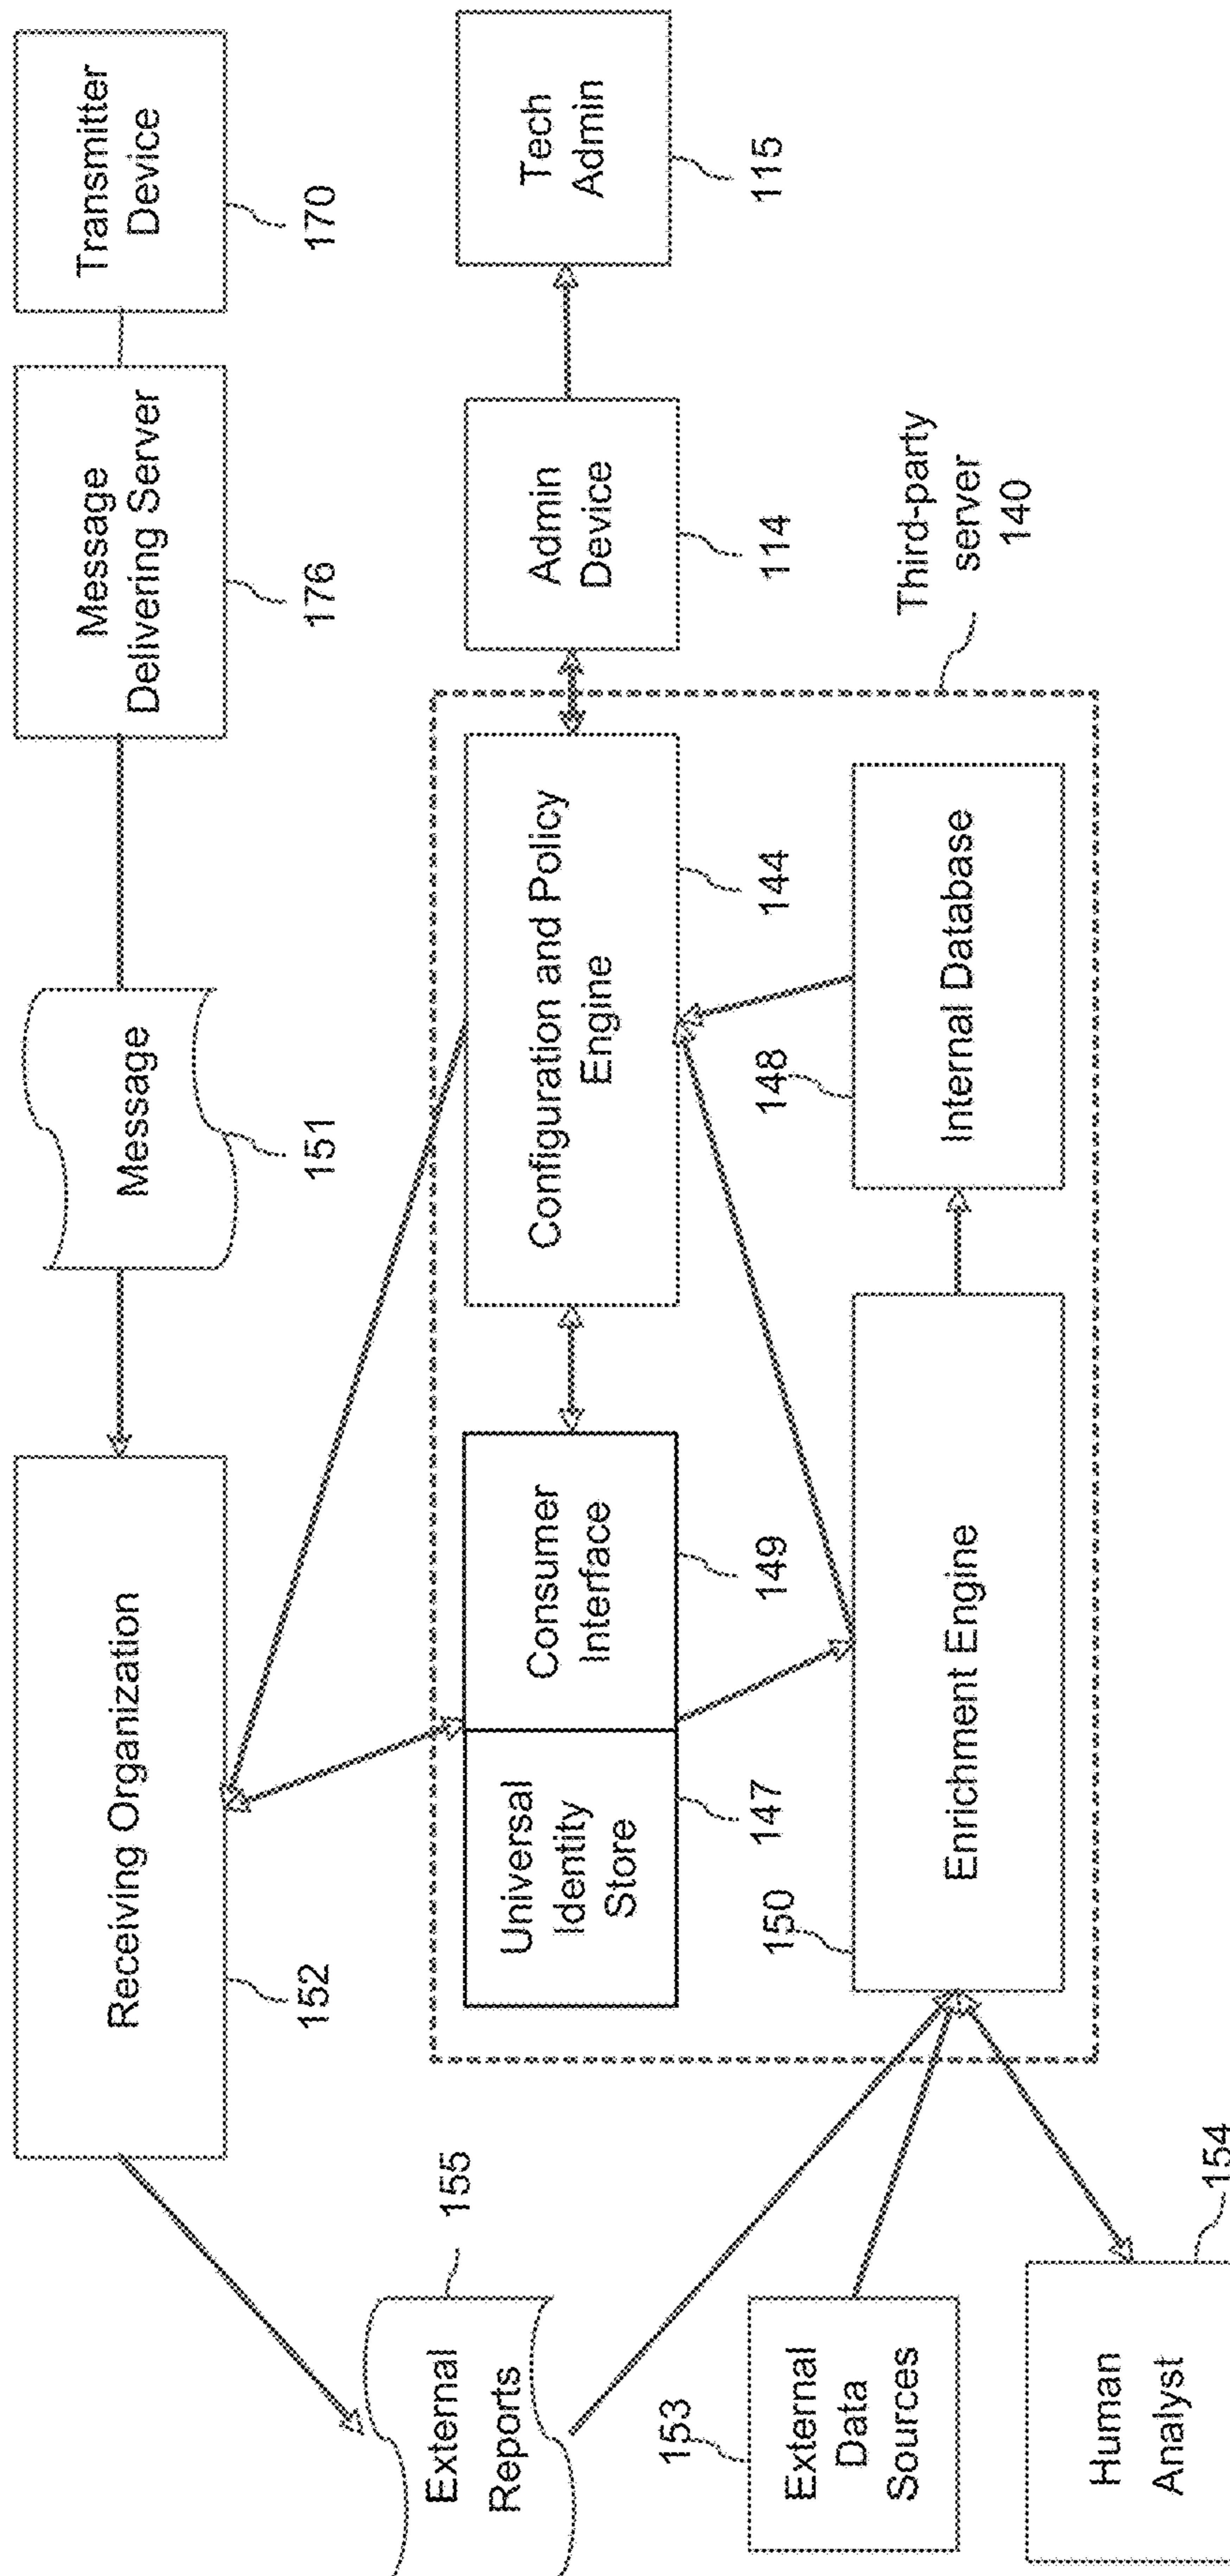 Receiving Organization
152
Message
151
Message
Delivering Server
176
Transmitter
Device
170
External
Reports
155
Universal
Identity
Store
147
Consumer
Interface
149
Configuration and Policy
Engine
144
Admin
Device
114
Tech
Admin
115
External
Data
Sources
153
Enrichment Engine
150
Internal Database
148
Third-party
server
140
Human
Analyst
154